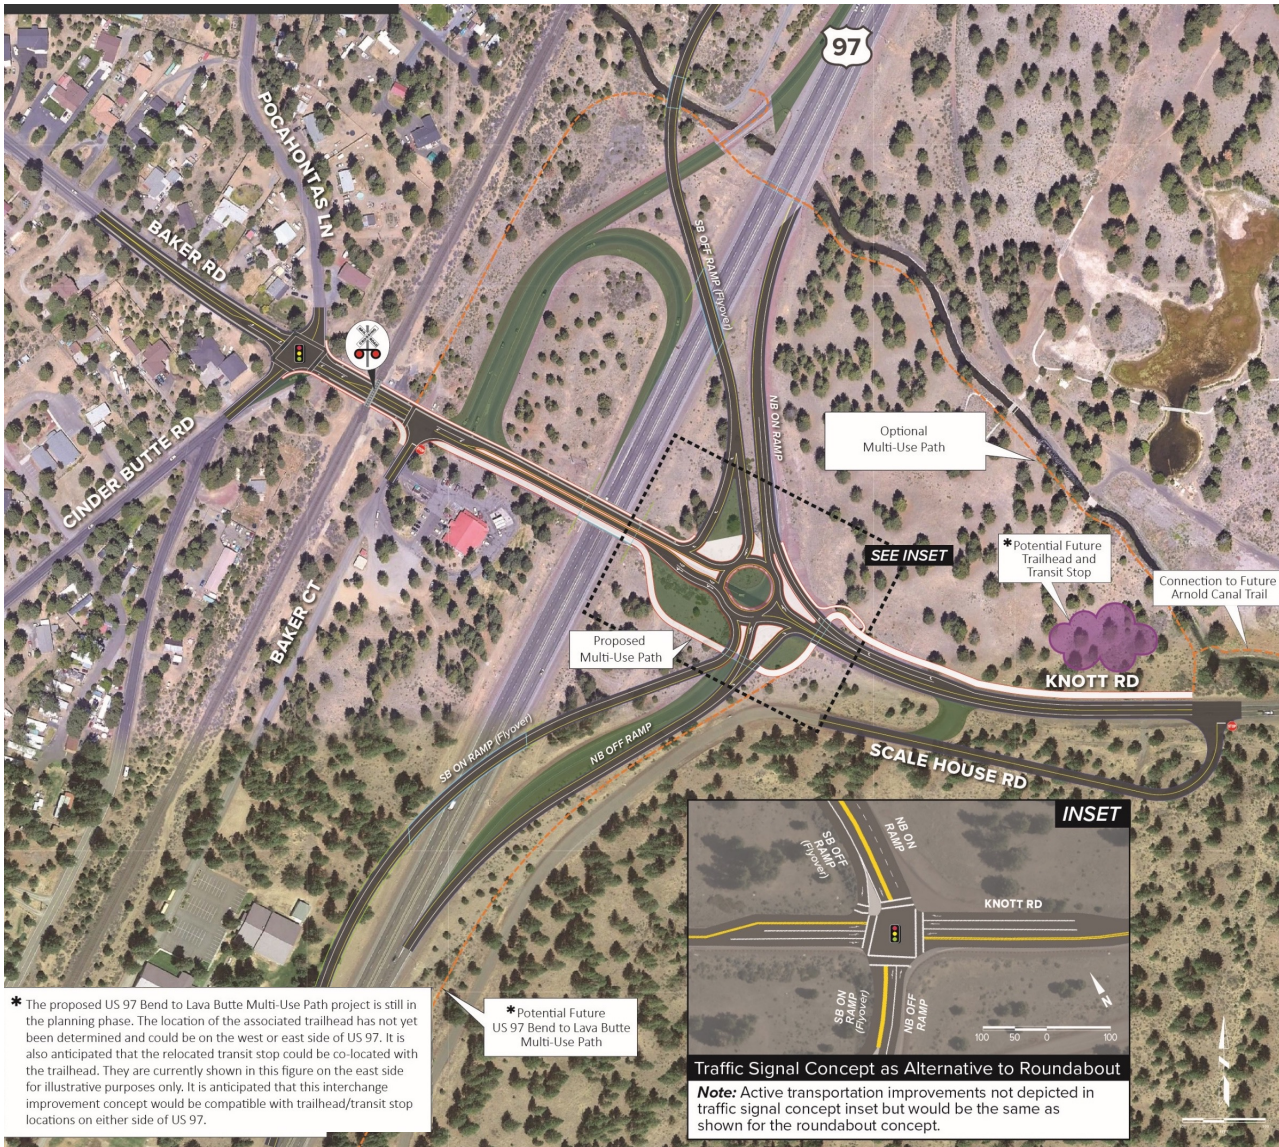 97
POCAHONTAS LN
BAKER RD
SB OFF RAMP (Flyover)
NB ON RAMP
CINDER BUTTE RD
Optional
Multi-Use Path
SEE INSET
*Potential Future
Trailhead and
Transit Stop
Connection to Future
Arnold Canal Trail
BAKER CT
Proposed
Multi-Use Path
KNOTT RD
SB ON RAMP (Flyover)
NB OFF RAMP
SCALE HOUSE RD
INSET
SB OFF
RAMP
(Flyover)
NB ON
RAMP
KNOTT RD
SB ON
RAMP
(Flyover)
NB OFF
RAMP
N
100 50 0 100
Traffic Signal Concept as Alternative to Roundabout
Note: Active transportation improvements not depicted in
traffic signal concept inset but would be the same as
shown for the roundabout concept.
* The proposed US 97 Bend to Lava Butte Multi-Use Path project is still in
the planning phase. The location of the associated trailhead has not yet
been determined and could be on the west or east side of US 97. It is
also anticipated that the relocated transit stop could be co-located with
the trailhead. They are currently shown in this figure on the east side
for illustrative purposes only. It is anticipated that this interchange
improvement concept would be compatible with trailhead/transit stop
locations on either side of US 97.
*Potential Future
US 97 Bend to Lava Butte
Multi-Use Path